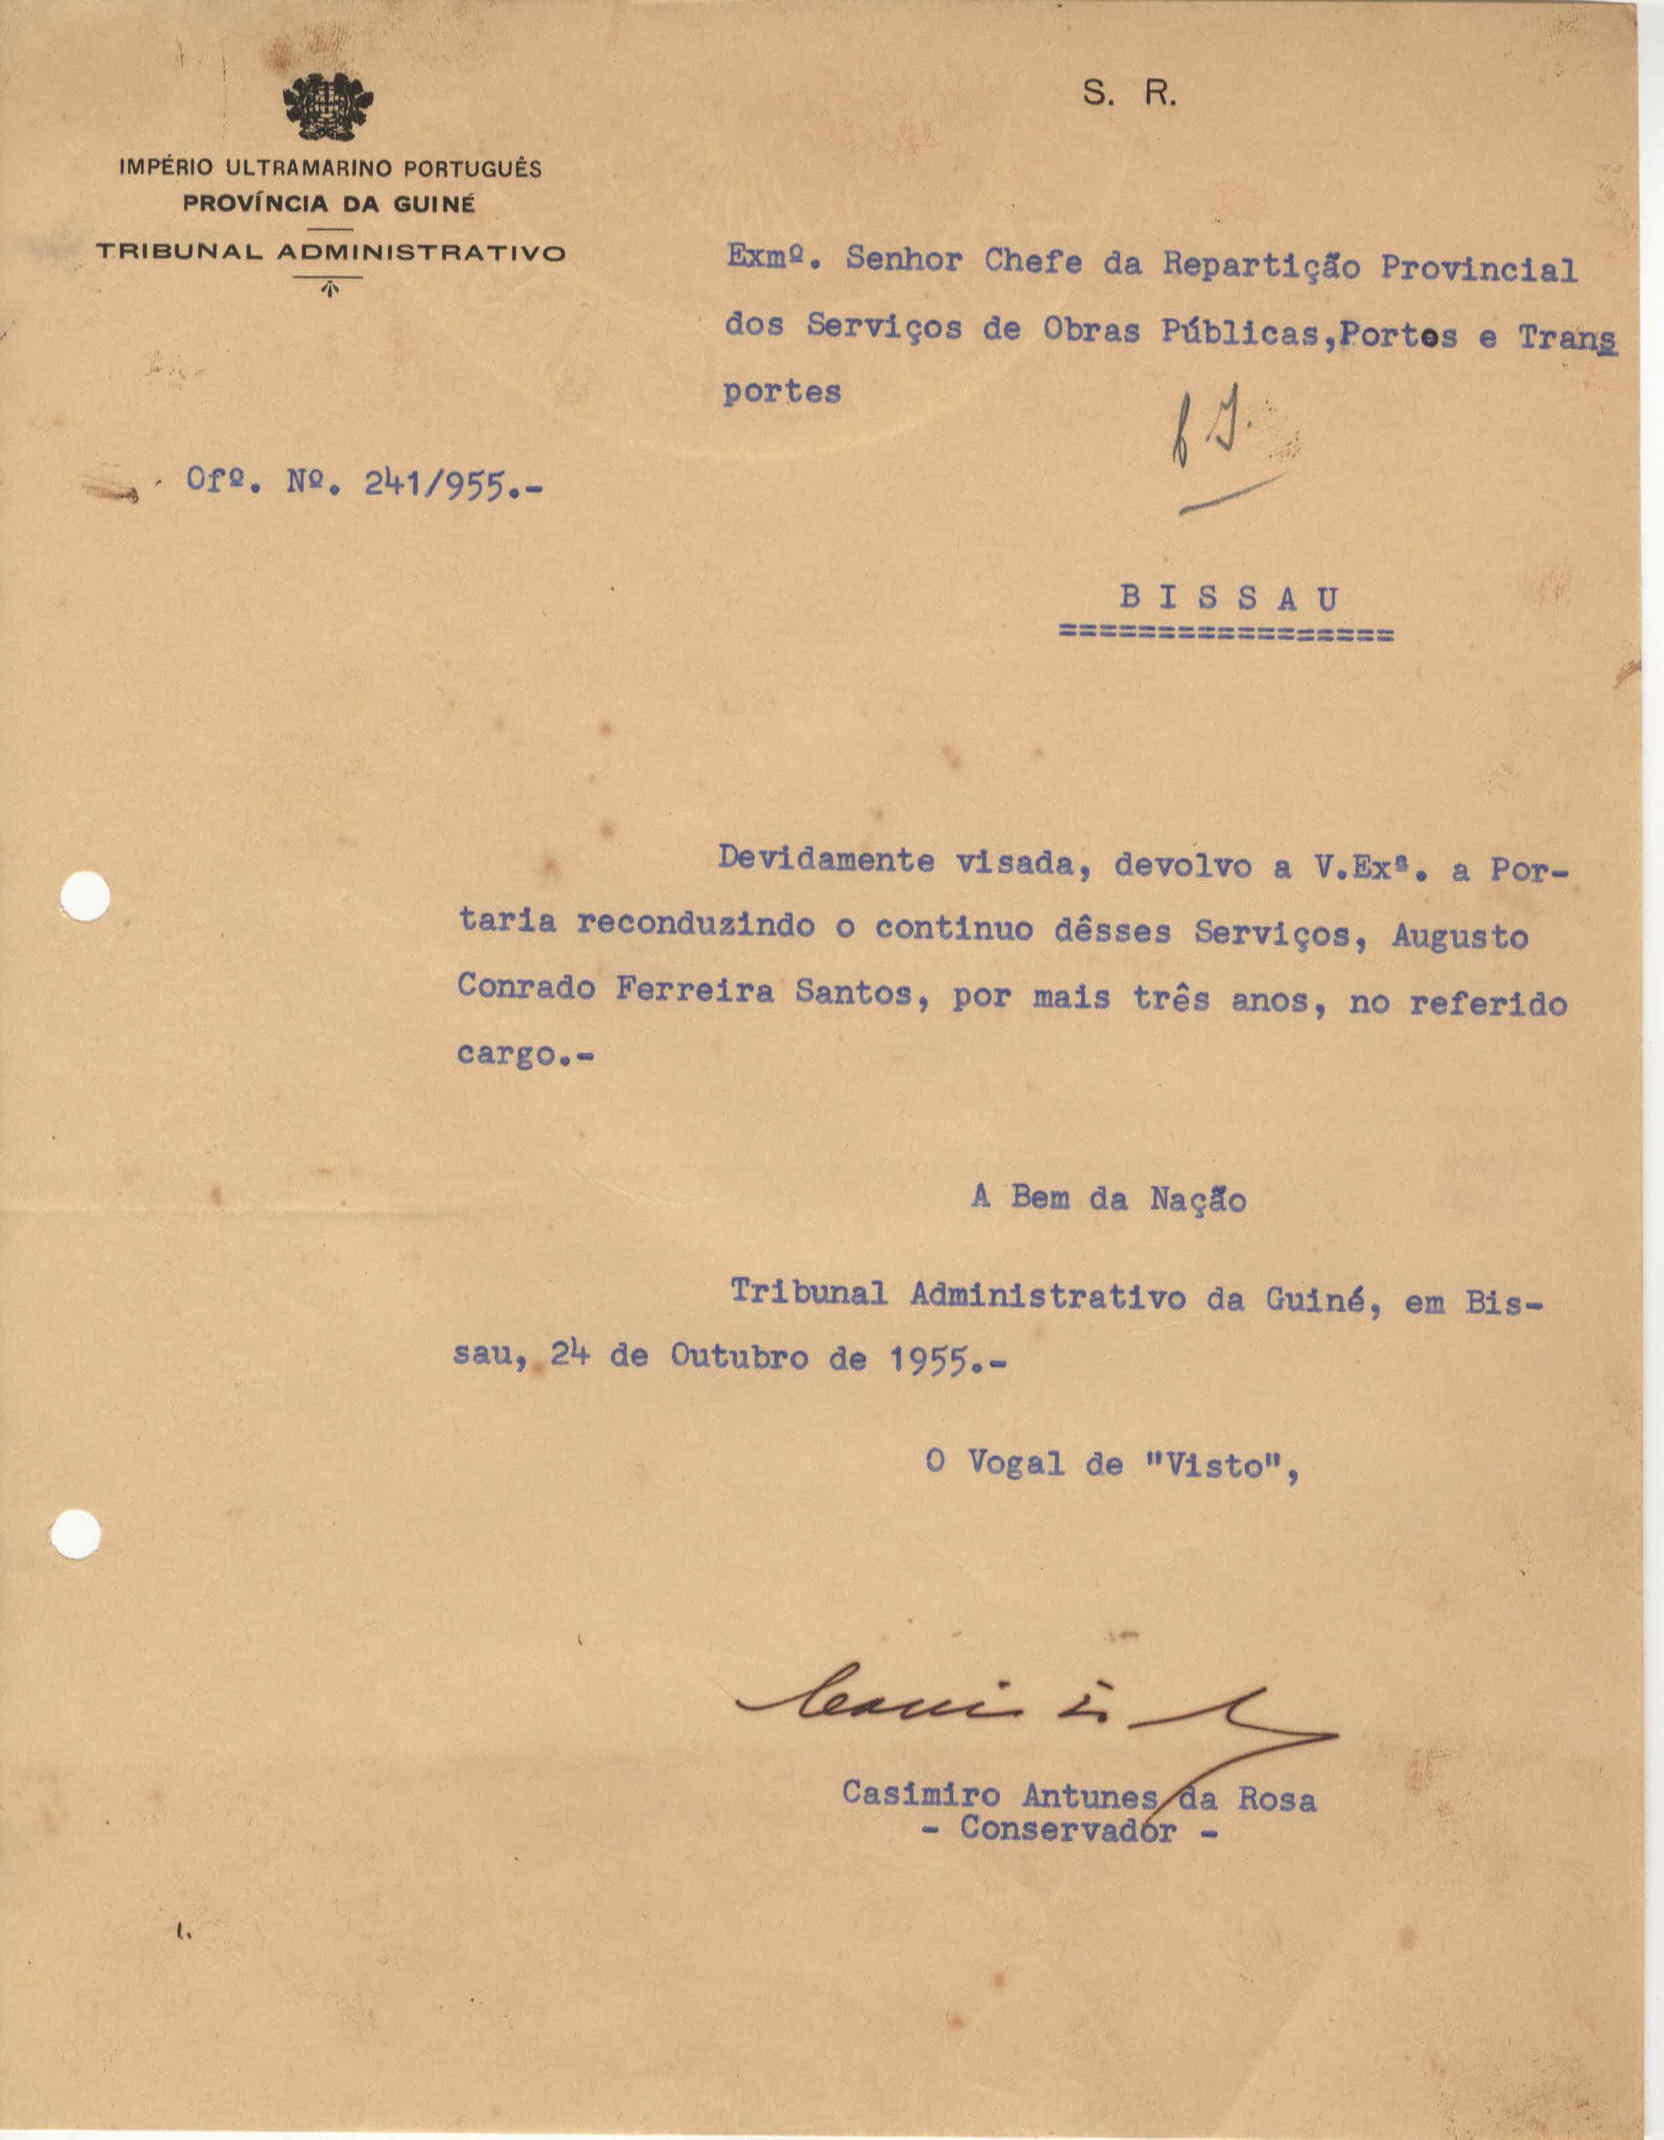 S. R.
IMPÉRIO ULTRAMARINO PORTUGUÊS
PROVÍNCIA DA GUINÉ
TRIBUNAL ADMINISTRATIVO
Exmº. Senhor Chefe da Repartição Provincial
dos Serviços de Obras Públicas,Portos e Trans
portes
Ofº. Nº. 241/955.-
B I S S A U
=================
Devidamente visada, devolvo a V.Exª. a Por-
taria reconduzindo o continuo dêsses Serviços, Augusto
Conrado Ferreira Santos, por mais três anos, no referido
cargo.-
A Bem da Nação
Tribunal Administrativo da Guiné, em Bis-
sau, 24 de Outubro de 1955.-
O Vogal de "Visto",
Casimiro Antunes da Rosa
- Conservador -